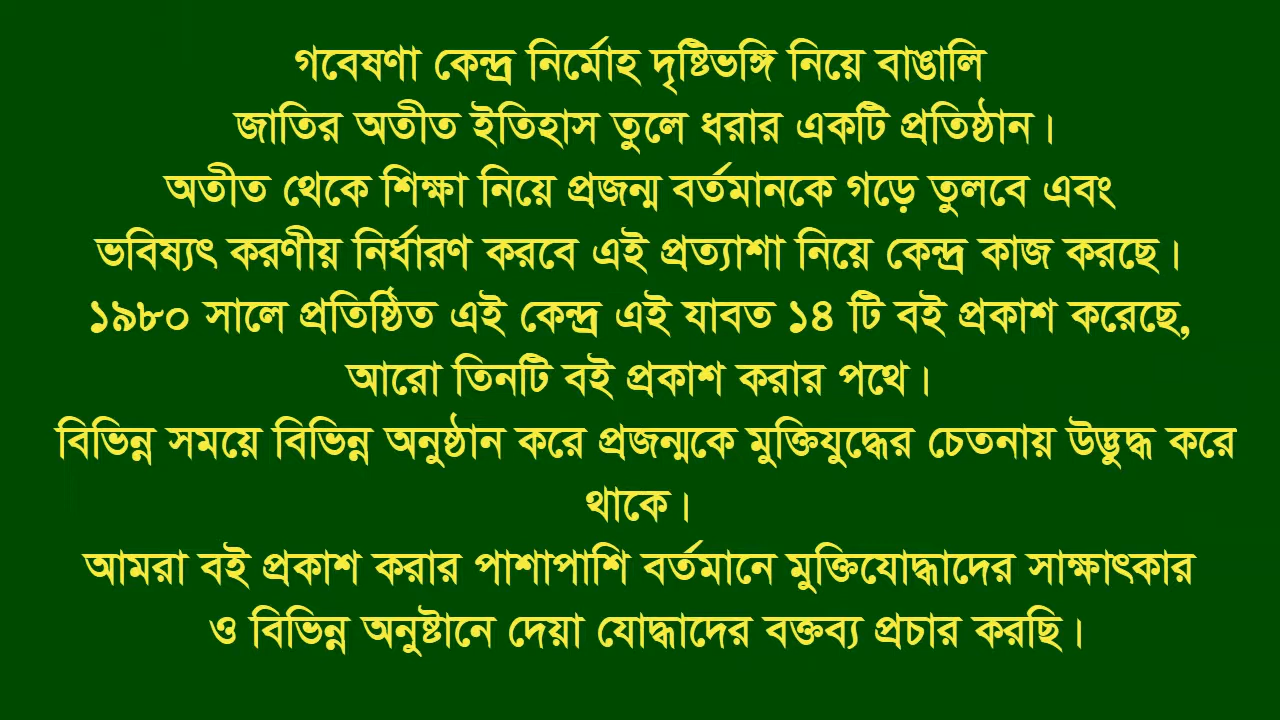 গবেষণা কেন্দ্র নির্মোহ দৃষ্টিভঙ্গি নিয়ে বাঙালি
জাতির অতীত ইতিহাস তুলে ধরার একটি প্রতিষ্ঠান।
অতীত থেকে শিক্ষা নিয়ে প্রজন্ম বর্তমানকে গড়ে তুলবে এবং
ভবিষ্যৎ করণীয় নির্ধারণ করবে এই প্রত্যাশা নিয়ে কেন্দ্র কাজ করছে।
১৯৮০ সালে প্রতিষ্ঠিত এই কেন্দ্র এই যাবত ১৪ টি বই প্রকাশ করেছে,
আরো তিনটি বই প্রকাশ করার পথে।
বিভিন্ন সময়ে বিভিন্ন অনুষ্ঠান করে প্রজন্মকে মুক্তিযুদ্ধের চেতনায় উদ্ভুদ্ধ করে
থাকে।
আমরা বই প্রকাশ করার পাশাপাশি বর্তমানে মুক্তিযোদ্ধাদের সাক্ষাৎকার
ও বিভিন্ন অনুষ্টানে দেয়া যোদ্ধাদের বক্তব্য প্রচার করছি।